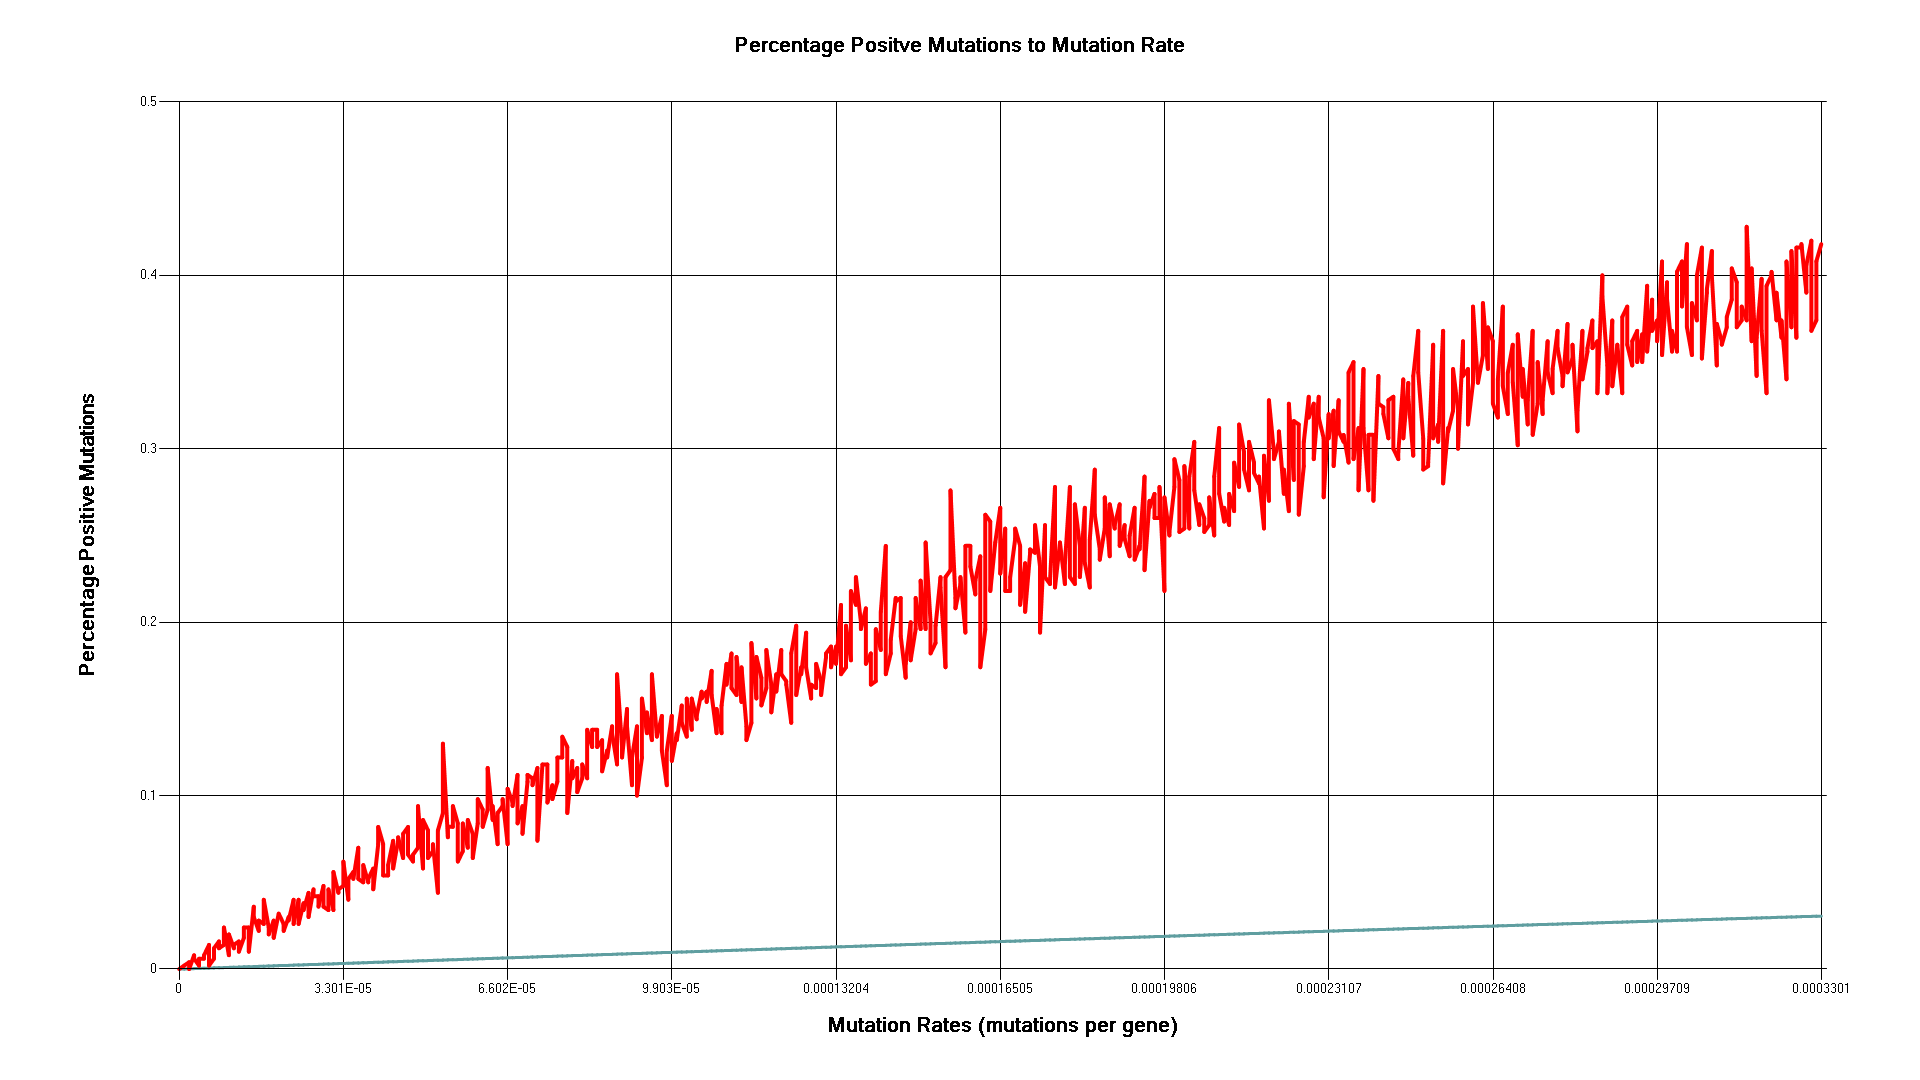 Percentage Positve Mutations to Mutation Rate
0.5
0.4
0.3
0.2
0.1
0
Percentage Positive Mutations
0 3.301E-05 6.602E-05 9.903E-05 0.00013204 0.00016505 0.00019806 0.00023107 0.00026408 0.00029709 0.0003301
Mutation Rates (mutations per gene)